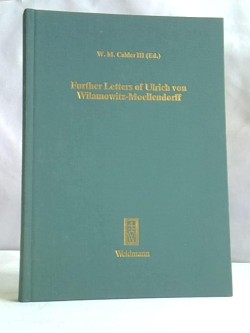 W. M. Calder III (Ed.)
Further Letters of Ulrich von
Wilamowitz-Moellendorff
Weidmann